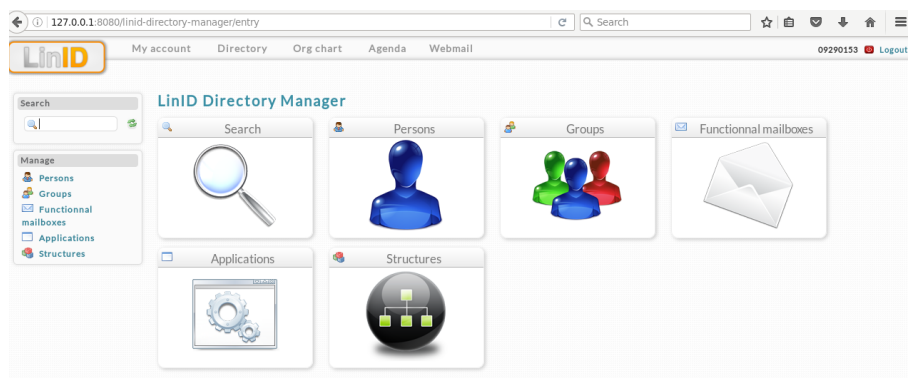 127.0.0.1:8080/linid-directory-manager/entry
Search
LinID
My account Directory Org chart Agenda Webmail
09290153 Logout
Search
Manage
Persons
Groups
Functionnal
mailboxes
Applications
Structures
LinID Directory Manager
Search Persons Groups Functionnal mailboxes
Applications Structures